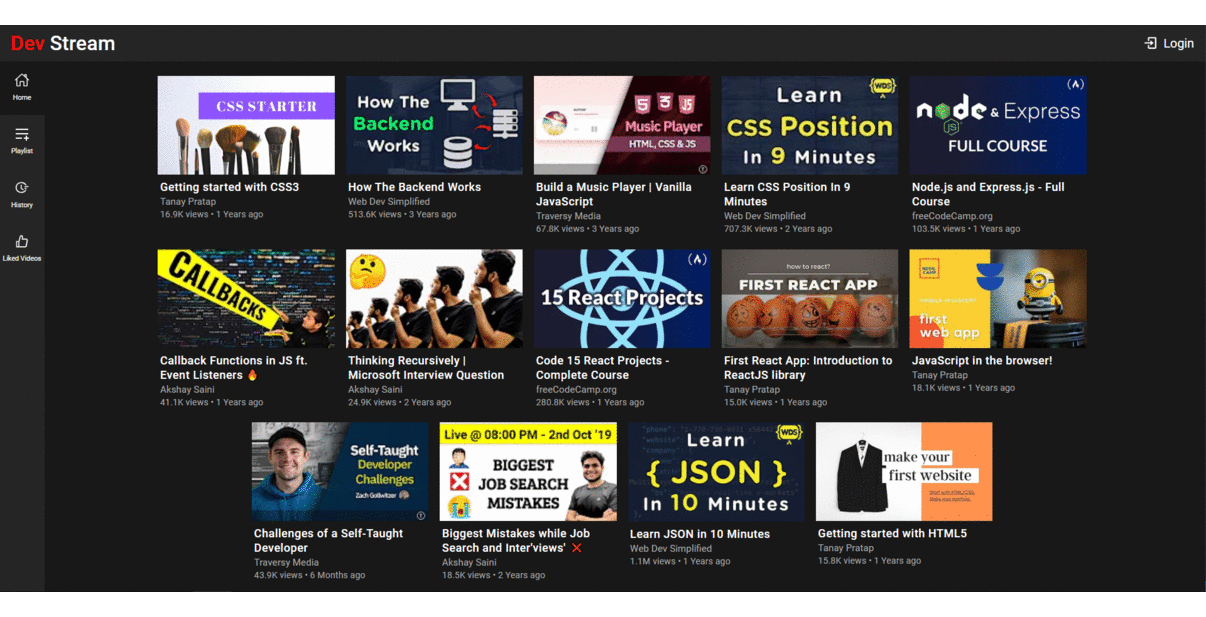 Dev Stream
Login
Home
Playlist
History
Liked Videos
CSS STARTER
Getting started with CSS3
Tanay Pratap
16.9K views • 1 Years ago
How The
Backend
Works
How The Backend Works
Web Dev Simplified
513.6K views • 3 Years ago
Music Player
HTML, CSS & JS
Build a Music Player | Vanilla
JavaScript
Traversy Media
67.8K views • 3 Years ago
WDS
Learn
CSS Position
In 9 Minutes
Learn CSS Position In 9
Minutes
Web Dev Simplified
707.3K views • 2 Years ago
node & Express
JS
FULL COURSE
Node.js and Express.js - Full
Course
freeCodeCamp.org
103.5K views • 1 Years ago
CALLBACKS
Callback Functions in JS ft.
Event Listeners 🔥
Akshay Saini
41.1K views • 1 Years ago
Thinking Recursively |
Microsoft Interview Question
Akshay Saini
24.9K views • 2 Years ago
15 React Projects
Code 15 React Projects -
Complete Course
freeCodeCamp.org
280.8K views • 1 Years ago
how to react?
FIRST REACT APP
First React App: Introduction to
ReactJS library
Tanay Pratap
15.0K views • 1 Years ago
first
web app
JavaScript in the browser!
Tanay Pratap
18.1K views • 1 Years ago
Self-Taught
Developer
Challenges
Zach Gollwitzer
Challenges of a Self-Taught
Developer
Traversy Media
43.9K views • 6 Months ago
Live @ 08:00 PM - 2nd Oct '19
BIGGEST
JOB SEARCH
MISTAKES
Biggest Mistakes while Job
Search and Inter'views' ❌
Akshay Saini
18.5K views • 2 Years ago
WDS
Learn
{ JSON }
In 10 Minutes
Learn JSON in 10 Minutes
Web Dev Simplified
1.1M views • 1 Years ago
make your
first website
Getting started with HTML5
Tanay Pratap
15.8K views • 1 Years ago